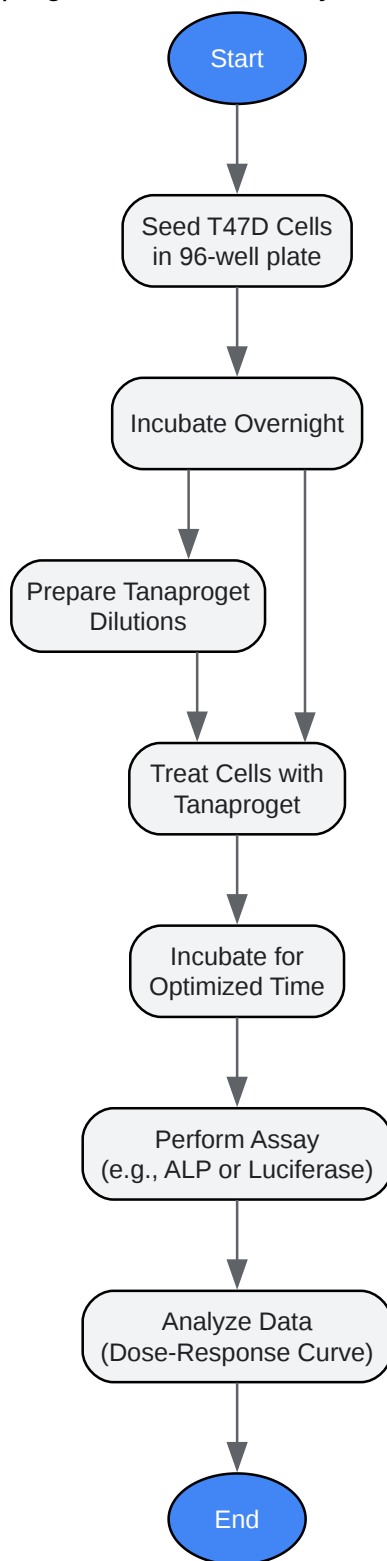 Start
Seed T47D Cells
in 96-well plate
Incubate Overnight
Prepare Tanaproget
Dilutions
Treat Cells with
Tanaproget
Incubate for
Optimized Time
Perform Assay
(e.g., ALP or Luciferase)
Analyze Data
(Dose-Response Curve)
End